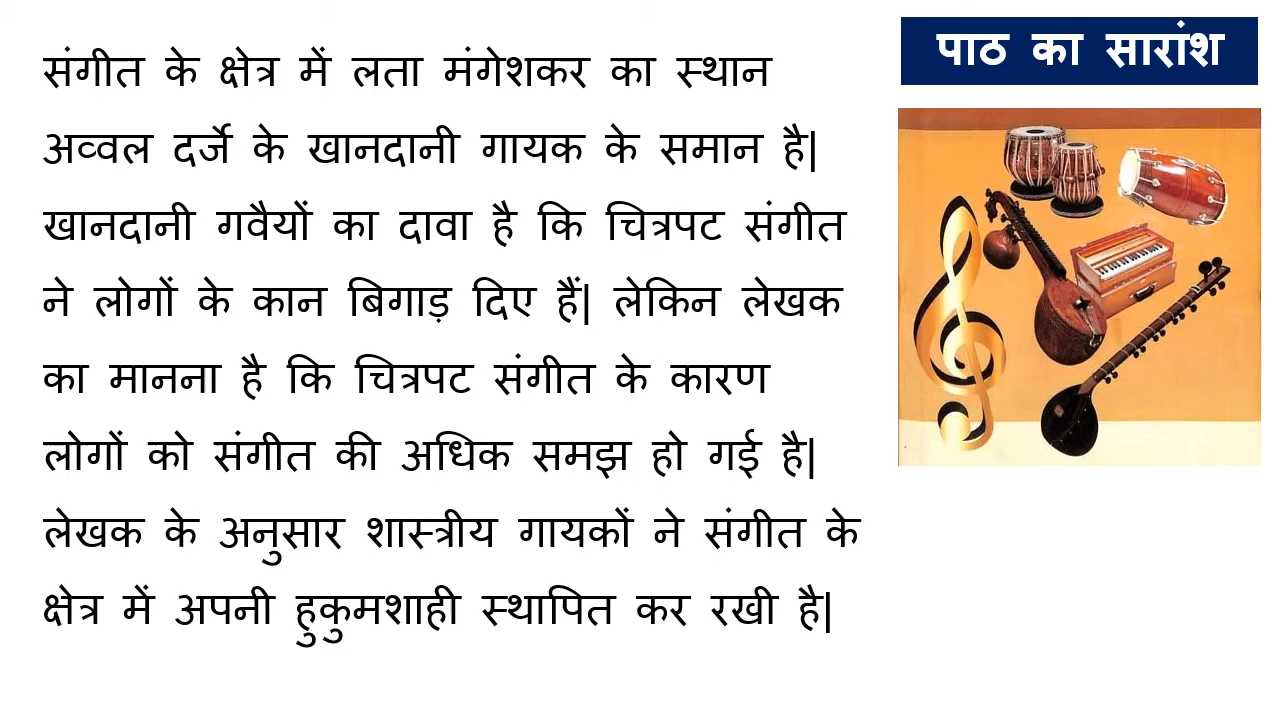 पाठ का सारांश
संगीत के क्षेत्र में लता मंगेशकर का स्थान
अव्वल दर्जे के खानदानी गायक के समान है|
खानदानी गवैयों का दावा है कि चित्रपट संगीत
ने लोगों के कान बिगाड़ दिए हैं| लेकिन लेखक
का मानना है कि चित्रपट संगीत के कारण
लोगों को संगीत की अधिक समझ हो गई है|
लेखक के अनुसार शास्त्रीय गायकों ने संगीत के
क्षेत्र में अपनी हुकुमशाही स्थापित कर रखी है|